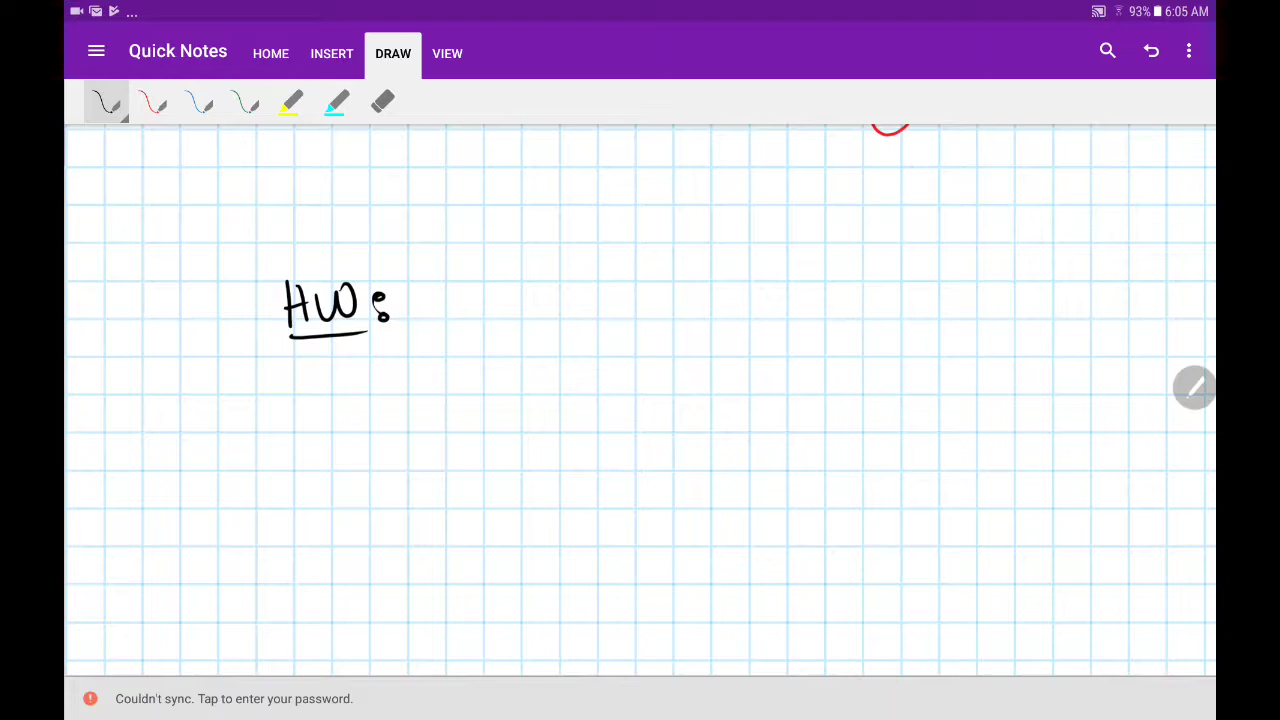 ... 93% 6:05 AM
Quick Notes HOME INSERT DRAW VIEW
HW:
Couldn't sync. Tap to enter your password.